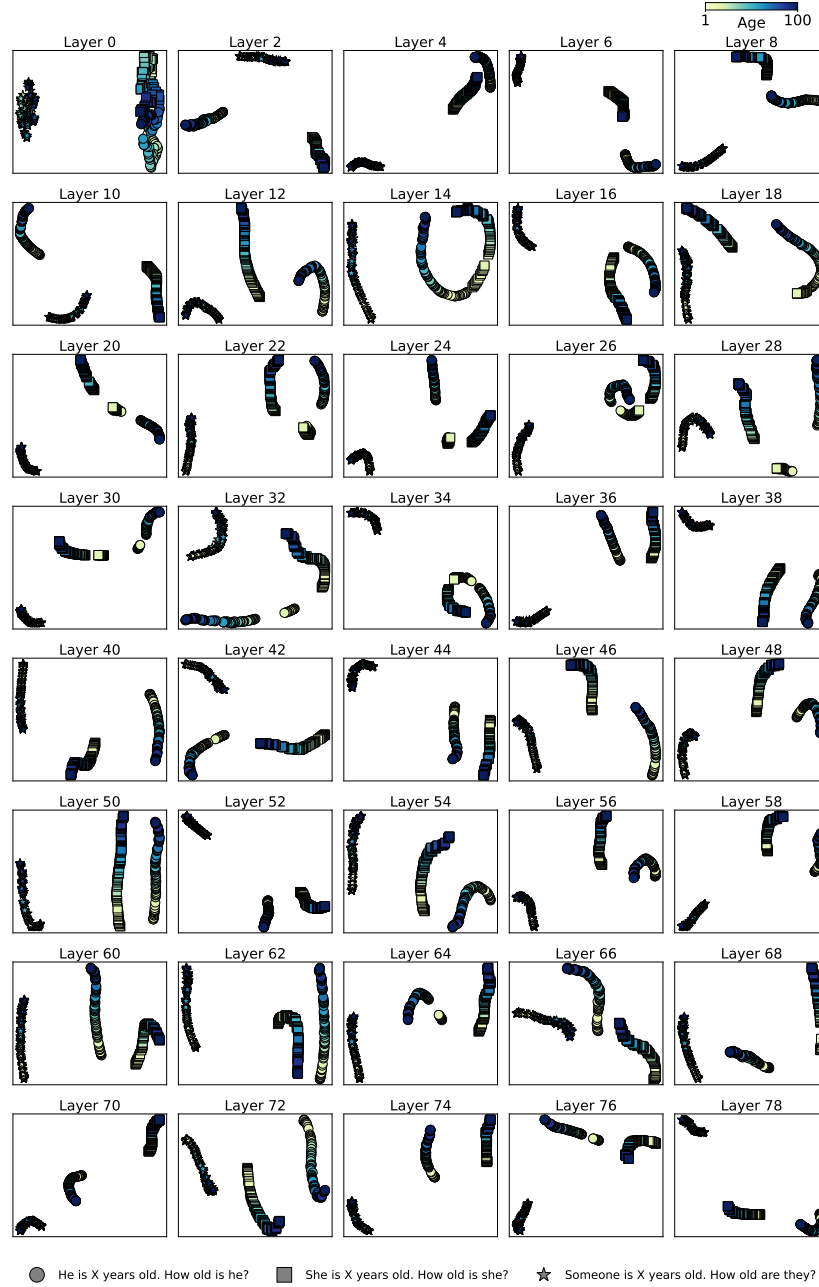 1 Age 100
Layer 0 Layer 2 Layer 4 Layer 6 Layer 8
Layer 10 Layer 12 Layer 14 Layer 16 Layer 18
Layer 20 Layer 22 Layer 24 Layer 26 Layer 28
Layer 30 Layer 32 Layer 34 Layer 36 Layer 38
Layer 40 Layer 42 Layer 44 Layer 46 Layer 48
Layer 50 Layer 52 Layer 54 Layer 56 Layer 58
Layer 60 Layer 62 Layer 64 Layer 66 Layer 68
Layer 70 Layer 72 Layer 74 Layer 76 Layer 78
He is X years old. How old is he? She is X years old. How old is she? Someone is X years old. How old are they?